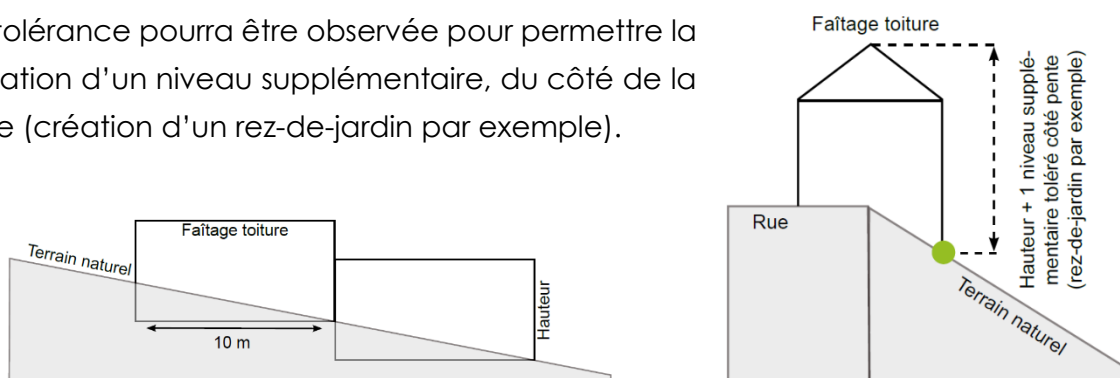 tolérance pourra être observée pour permettre la
ation d'un niveau supplémentaire, du côté de la
e (création d'un rez-de-jardin par exemple).
Faîtage toiture
Terrain naturel
10 m
Hauteur
Faîtage toiture
Hauteur + 1 niveau supplé-
mentaire toléré côté pente
(rez-de-jardin par exemple)
Rue
Terrain naturel